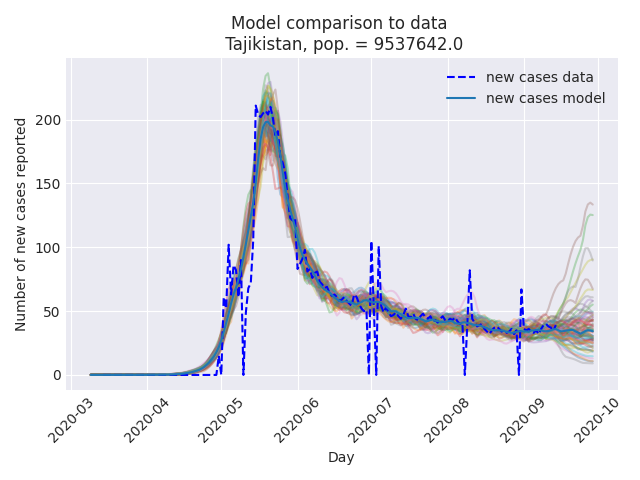 Model comparison to data
Tajikistan, pop. = 9537642.0
new cases data
new cases model
Number of new cases reported
200
150
100
50
0
2020-03
2020-04
2020-05
2020-06
2020-07
2020-08
2020-09
2020-10
Day